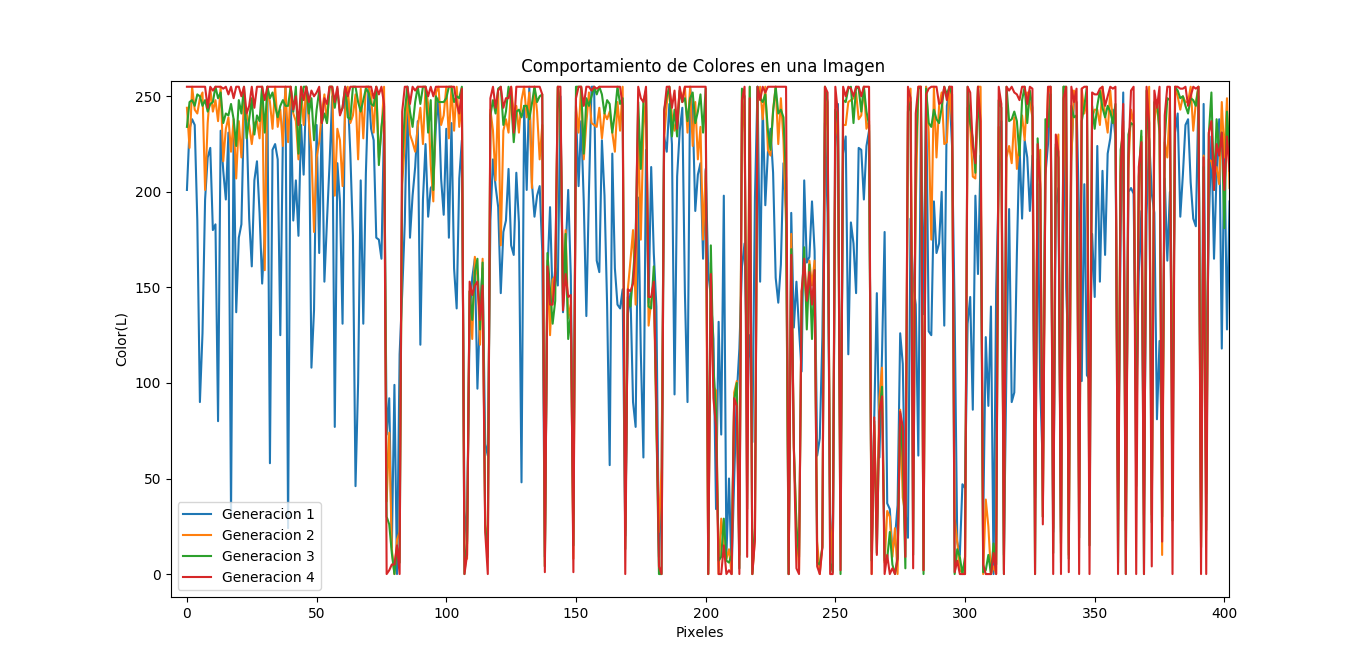 Comportamiento de Colores en una Imagen
Color(L)
250
200
150
100
50
0
Generacion 1
Generacion 2
Generacion 3
Generacion 4
0 50 100 150 200 250 300 350 400
Pixeles